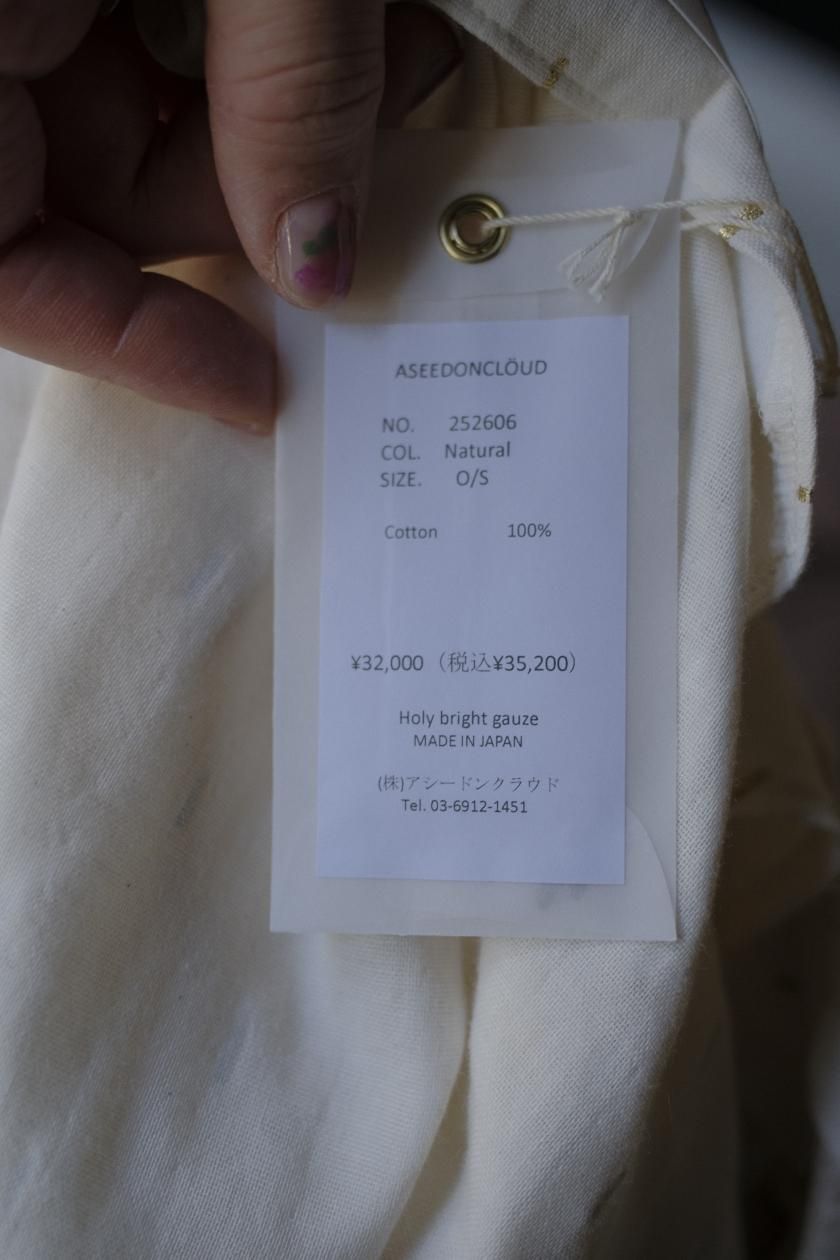 ASEEDONCLÖUD
NO. 252606
COL. Natural
SIZE. O/S
Cotton 100%
¥32,000（税込¥35,200）
Holy bright gauze
MADE IN JAPAN
(株)アシードンクラウド
Tel. 03-6912-1451